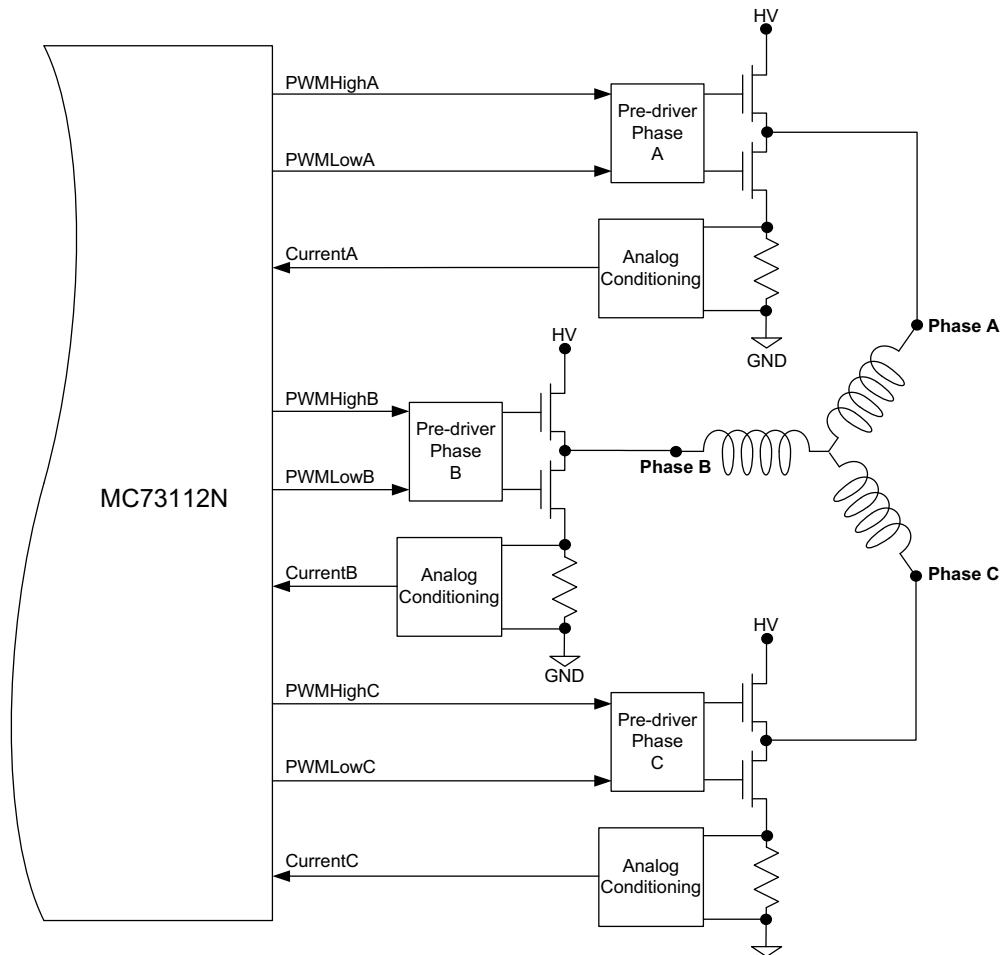 HV
PWMHighA
Pre-driver
Phase
A
PWMLowA
CurrentA
Analog
Conditioning
Phase A
GND
HV
PWMHighB
Pre-driver
Phase
B
Phase B
PWMLowB
MC73112N
CurrentB
Analog
Conditioning
Phase C
HV
GND
PWMHighC
Pre-driver
Phase
C
PWMLowC
CurrentC
Analog
Conditioning